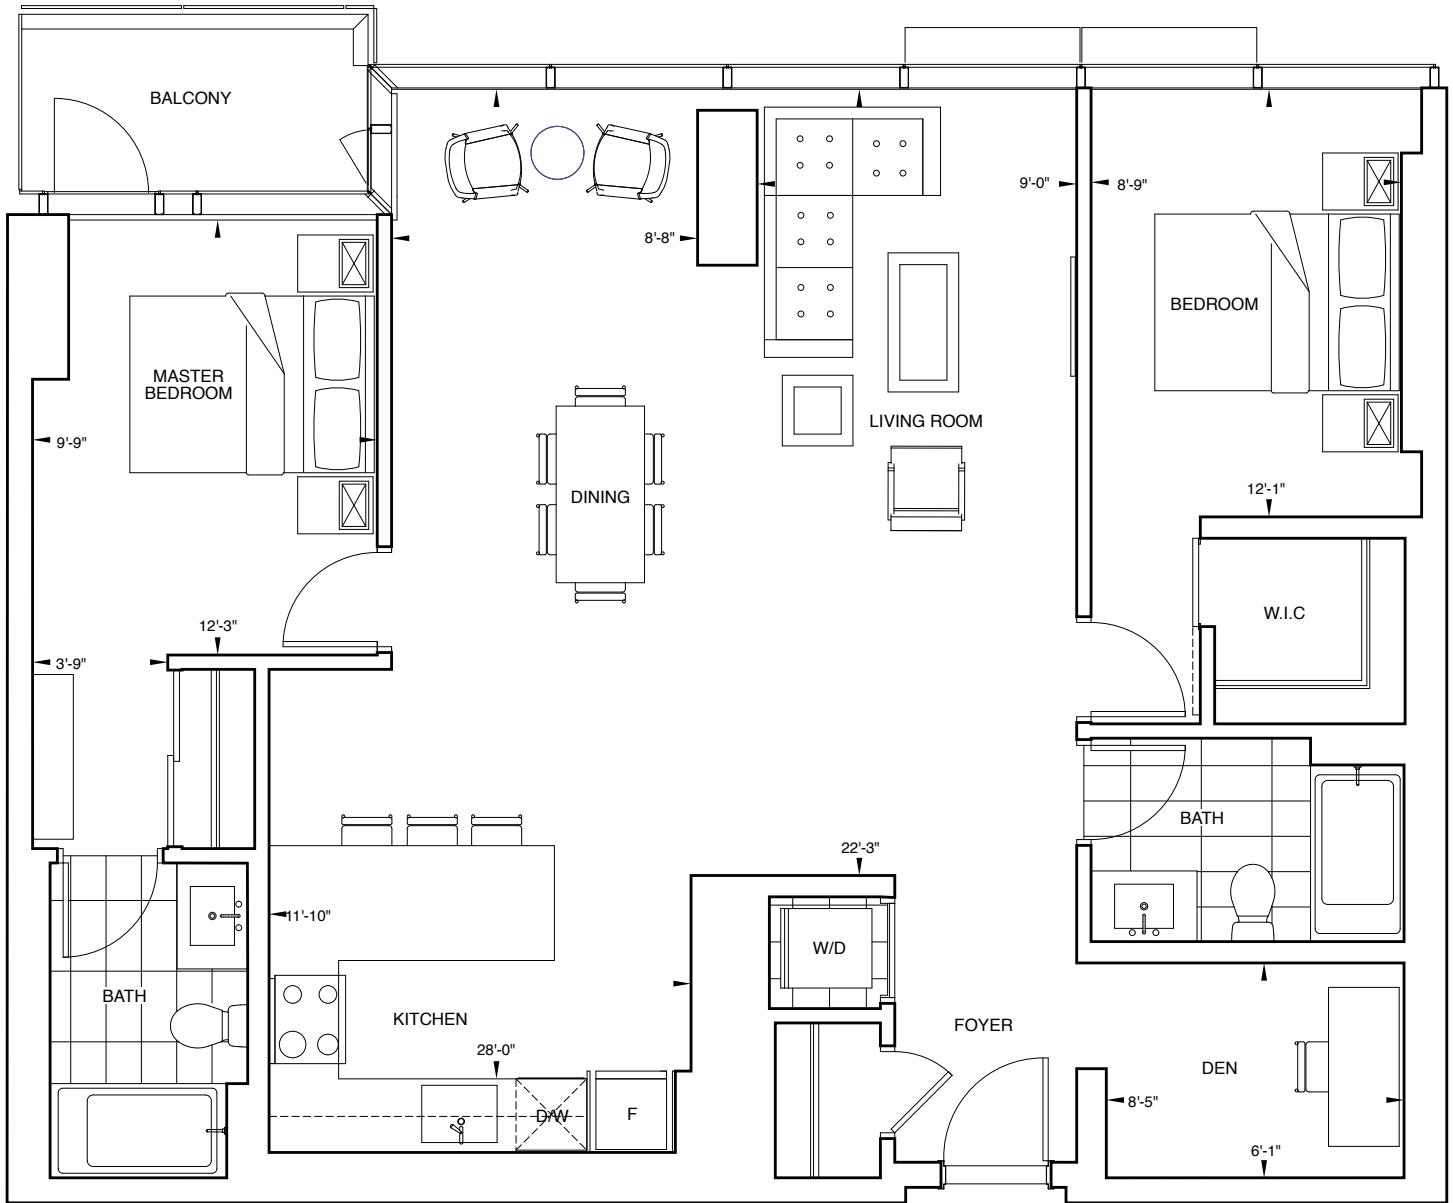 BALCONY
9'-0"
8'-9"
8'-8"
BEDROOM
MASTER
BEDROOM
LIVING ROOM
9'-9"
12'-1"
DINING
W.I.C
12'-3"
3'-9"
BATH
22'-3"
11'-10"
W/D
BATH
KITCHEN
FOYER
28'-0"
DEN
D/W
F
8'-5"
6'-1"